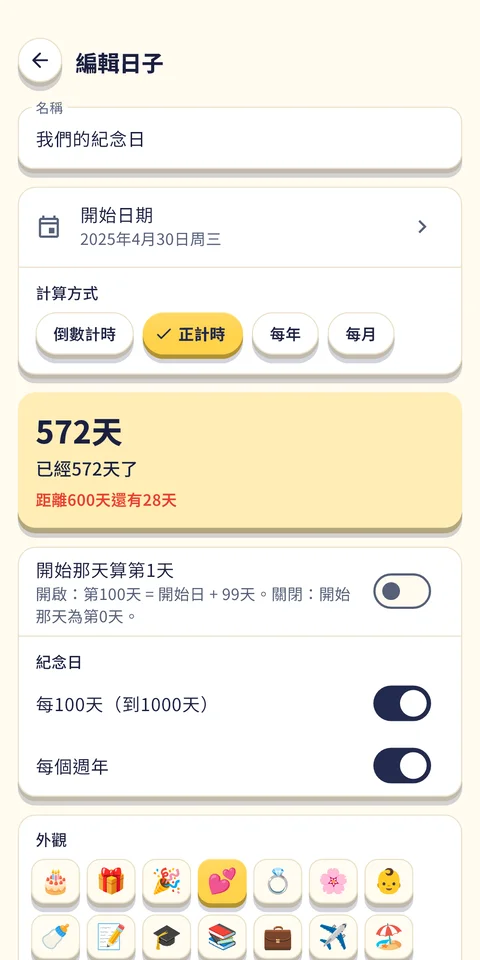 編輯日子
名稱
我們的紀念日
開始日期
2025年4月30日周三
計算方式
倒數計時
正計時
每年
每月
572天
已經572天了
距離600天還有28天
開始那天算第1天
開啟：第100天 = 開始日 + 99天。關閉：開始
那天為第0天。
紀念日
每100天（到1000天）
每個週年
外觀